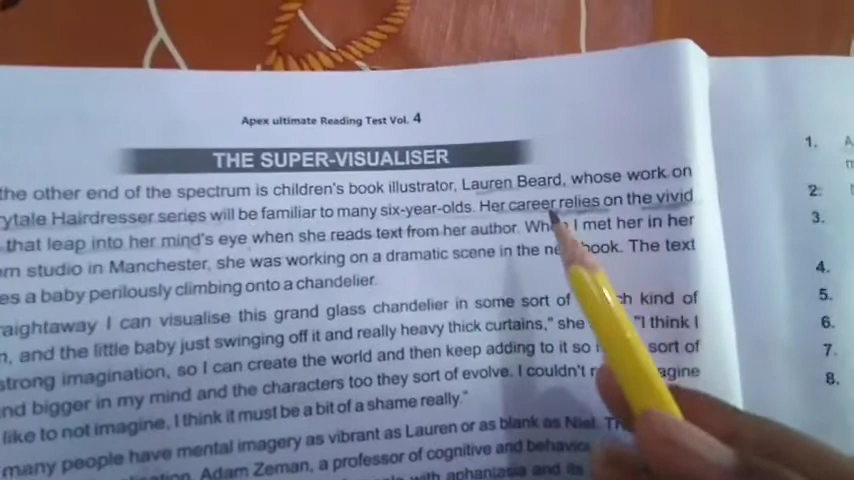 Apex ultimate Reading Test Vol. 4
THE SUPER-VISUALISER
the other end of the spectrum is children's book illustrator, Lauren Beard, whose work on
rytale Hairdresser series will be familiar to many six-year-olds. Her career relies on the vivid
that leap into her mind's eye when she reads text from her author. I met her in her
studio in Manchester, she was working on a dramatic scene in the book. The text
es a baby perilously climbing onto a chandelier.
raightaway I can visualise this grand glass chandelier in some sort of kind of
and the little baby just swinging off it and really heavy thick curtains," she "I think I
strong imagination, so I can create the world and then keep adding to it so sort of
nd bigger in my mind and the characters too they sort of evolve. I couldn't
like to not imagine, I think it must be a bit of a shame really."
many people have mental imagery as vibrant as Lauren or as blank as Niel.
Adam Zeman, a professor of cognitive and
with aphantasia and its
1.
2.
3.
4.
5.
6.
7.
8.